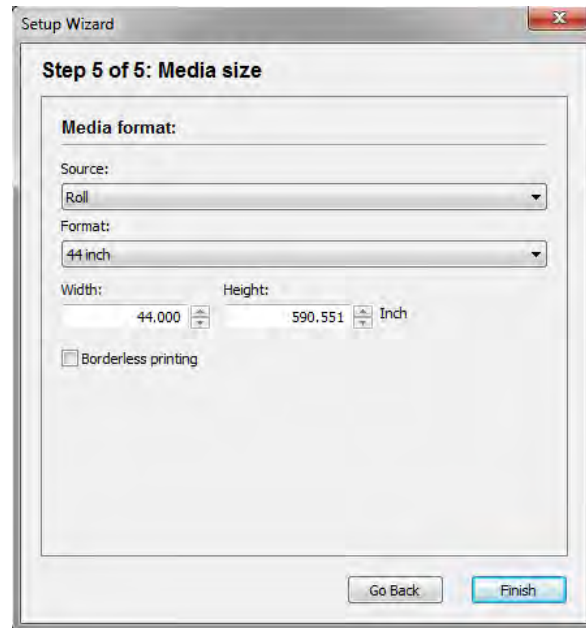 Setup Wizard
Step 5 of 5: Media size
Media format:
Source:
Roll
Format:
44 inch
Width: Height:
44.000 590.551 Inch
Borderless printing
Go Back Finish